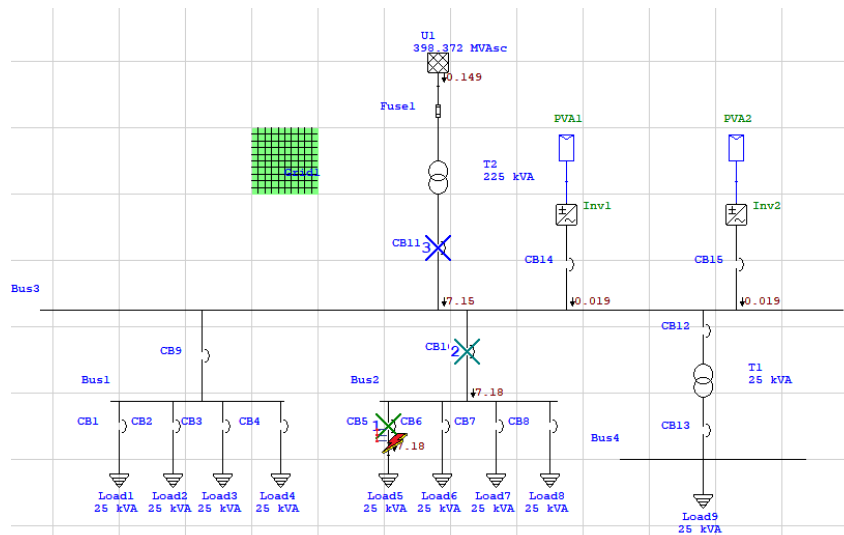 U1
398.372 MVAsc
0.149
Fuse1
PVA1
PVA2
T2
225 kVA
Grid1
Inv1
Inv2
CB11
3
CB14
CB15
Bus3
7.15
0.019
0.019
CB12
CB9
2
T1
25 kVA
Bus1
Bus2
7.18
CB1
CB2
CB3
CB4
CB5
1
CB6
CB7
CB8
CB13
Bus4
7.18
Load1
25 kVA
Load2
25 kVA
Load3
25 kVA
Load4
25 kVA
Load5
25 kVA
Load6
25 kVA
Load7
25 kVA
Load8
25 kVA
Load9
25 kVA